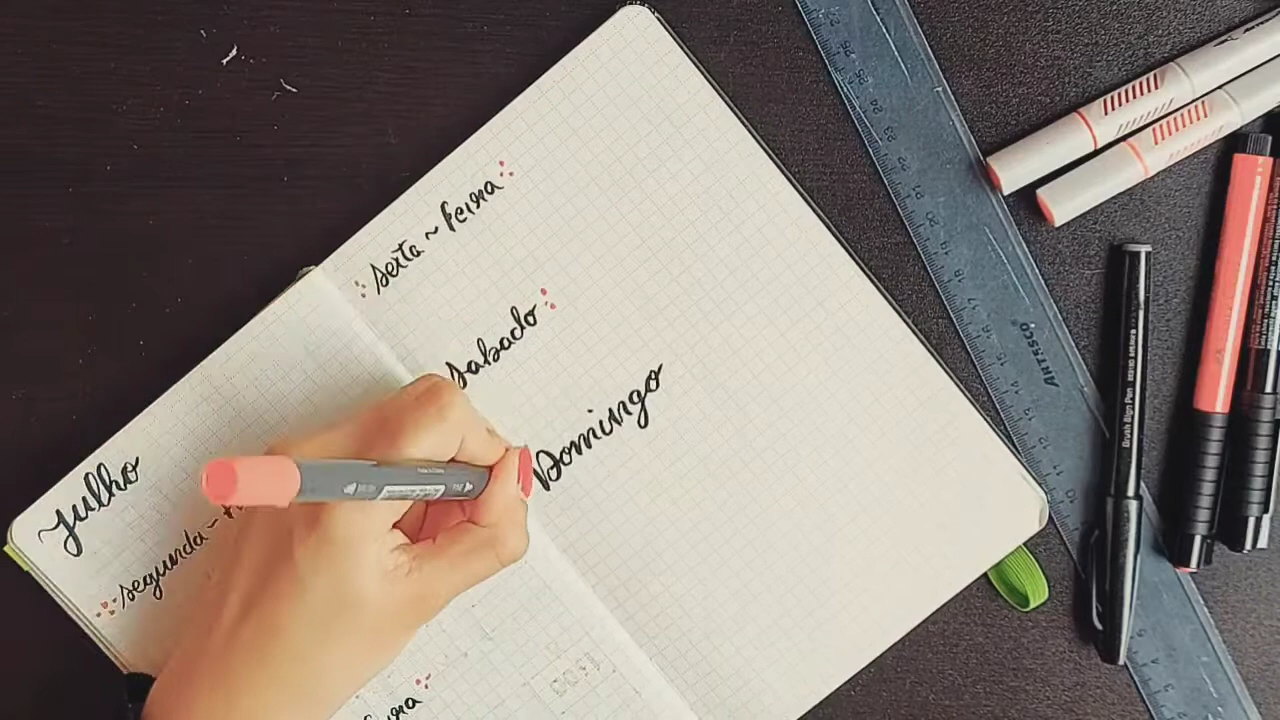 Julho
segunda ~
sexta ~ feira
sabado
Domingo
ARTESCO
Brush Sign Pen